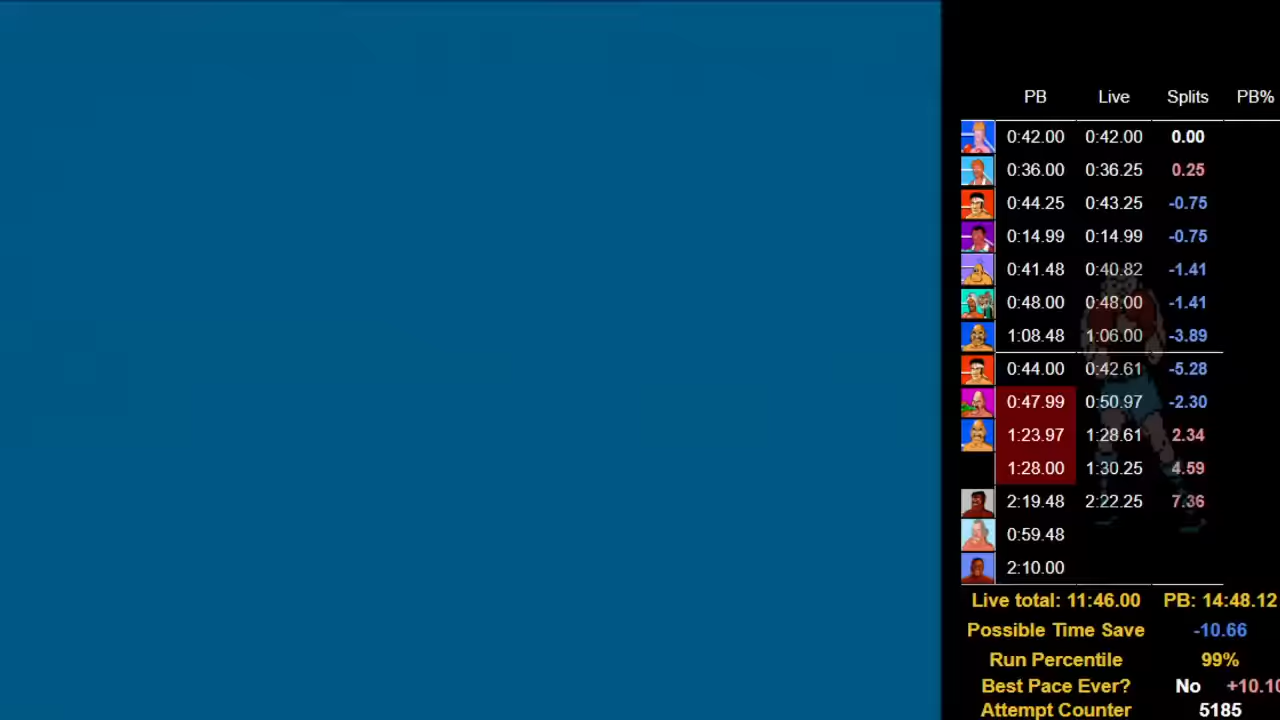 PB Live Splits PB%
0:42.00 0:42.00 0.00
0:36.00 0:36.25 0.25
0:44.25 0:43.25 -0.75
0:14.99 0:14.99 -0.75
0:41.48 0:40.82 -1.41
0:48.00 0:48.00 -1.41
1:08.48 1:06.00 -3.89
0:44.00 0:42.61 -5.28
0:47.99 0:50.97 -2.30
1:23.97 1:28.61 2.34
1:28.00 1:30.25 4.59
2:19.48 2:22.25 7.36
0:59.48
2:10.00
Live total: 11:46.00 PB: 14:48.12
Possible Time Save -10.66
Run Percentile 99%
Best Pace Ever? No +10.10
Attempt Counter 5185